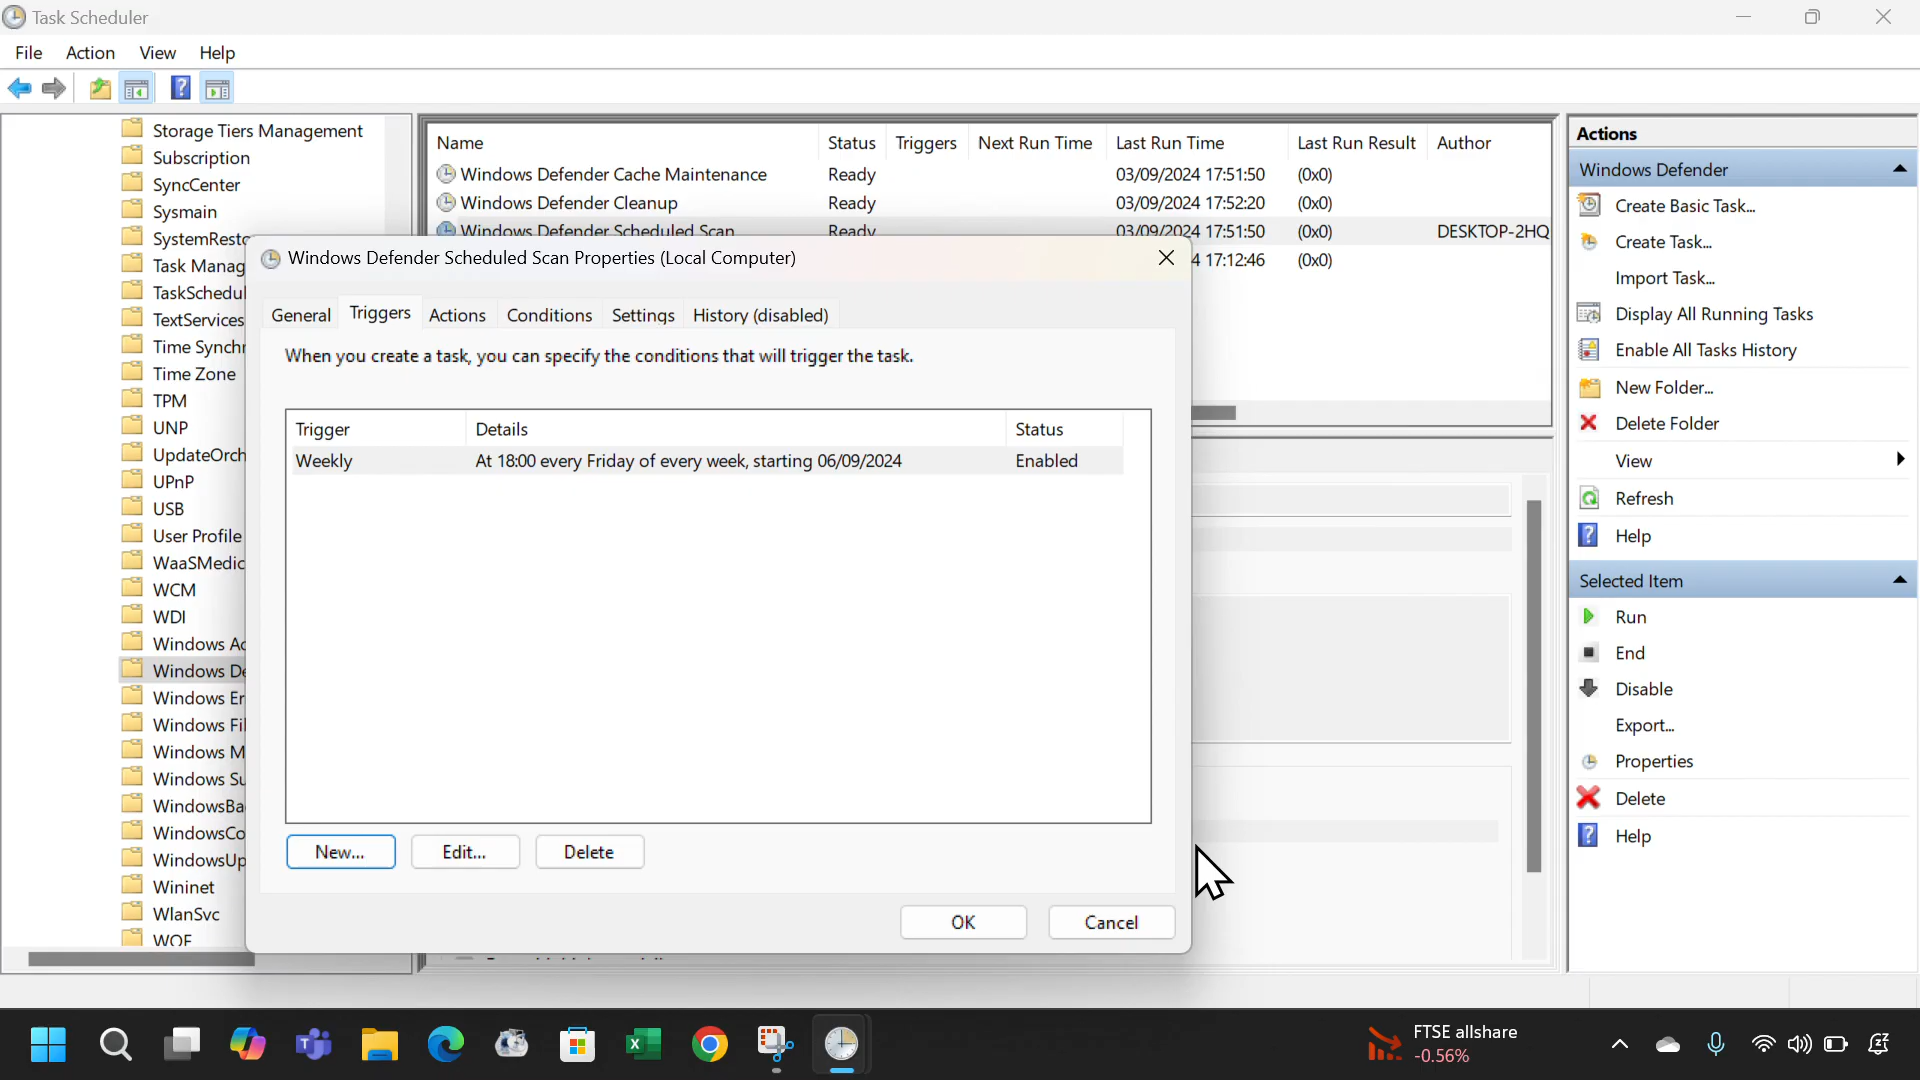 Task Scheduler
File Action View Help
Storage Tiers Management
Subscription
SyncCenter
Sysmain
SystemResto
Task Manag
TaskSchedul
TextServices
Time Synchr
Time Zone
TPM
UNP
UpdateOrch
UPnP
USB
User Profile
WaaSMedic
WCM
WDI
Windows Ac
Windows De
Windows Er
Windows Fil
Windows M
Windows Su
WindowsBa
WindowsCo
WindowsUp
Wininet
WlanSvc
WOF
Name Status Triggers Next Run Time Last Run Time Last Run Result Author
Windows Defender Cache Maintenance Ready 03/09/2024 17:51:50 (0x0)
Windows Defender Cleanup Ready 03/09/2024 17:52:20 (0x0)
Windows Defender Scheduled Scan Ready 03/09/2024 17:51:50 (0x0) DESKTOP-2HQ
4 17:12:46 (0x0)
Windows Defender Scheduled Scan Properties (Local Computer)
General Triggers Actions Conditions Settings History (disabled)
When you create a task, you can specify the conditions that will trigger the task.
Trigger Details Status
Weekly At 18:00 every Friday of every week, starting 06/09/2024 Enabled
New... Edit... Delete
OK Cancel
Actions
Windows Defender
Create Basic Task...
Create Task...
Import Task...
Display All Running Tasks
Enable All Tasks History
New Folder...
Delete Folder
View
Refresh
Help
Selected Item
Run
End
Disable
Export...
Properties
Delete
Help
FTSE allshare
-0.56%